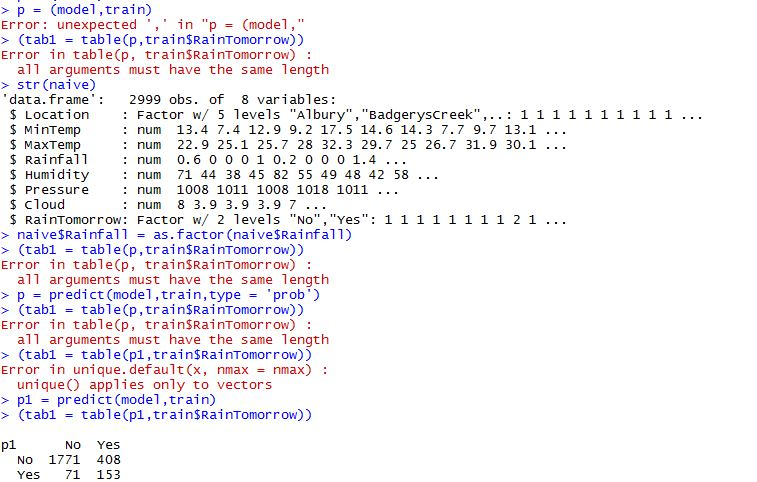 > p = (model,train)
Error: unexpected ',' in "p = (model,"
> (tab1 = table(p,train$RainTomorrow))
Error in table(p, train$RainTomorrow) :
  all arguments must have the same length
> str(naive)
'data.frame':   2999 obs. of  8 variables:
 $ Location    : Factor w/ 5 levels "Albury","BadgerysCreek",..: 1 1 1 1 1 1 1 1 1 1 ...
 $ MinTemp     : num  13.4 7.4 12.9 9.2 17.5 14.6 14.3 7.7 9.7 13.1 ...
 $ MaxTemp     : num  22.9 25.1 25.7 28 32.3 29.7 25 26.7 31.9 30.1 ...
 $ Rainfall    : num  0.6 0 0 0 1 0.2 0 0 0 1.4 ...
 $ Humidity    : num  71 44 38 45 82 55 49 48 42 58 ...
 $ Pressure    : num  1008 1011 1008 1018 1011 ...
 $ Cloud       : num  8 3.9 3.9 3.9 7 ...
 $ RainTomorrow: Factor w/ 2 levels "No","Yes": 1 1 1 1 1 1 1 1 2 1 ...
> naive$Rainfall = as.factor(naive$Rainfall)
> (tab1 = table(p,train$RainTomorrow))
Error in table(p, train$RainTomorrow) :
  all arguments must have the same length
> p = predict(model,train,type = 'prob')
> (tab1 = table(p,train$RainTomorrow))
Error in table(p, train$RainTomorrow) :
  all arguments must have the same length
> (tab1 = table(p1,train$RainTomorrow))
Error in unique.default(x, nmax = nmax) :
  unique() applies only to vectors
> p1 = predict(model,train)
> (tab1 = table(p1,train$RainTomorrow))
p1      No  Yes
  No  1771  408
  Yes   71  153